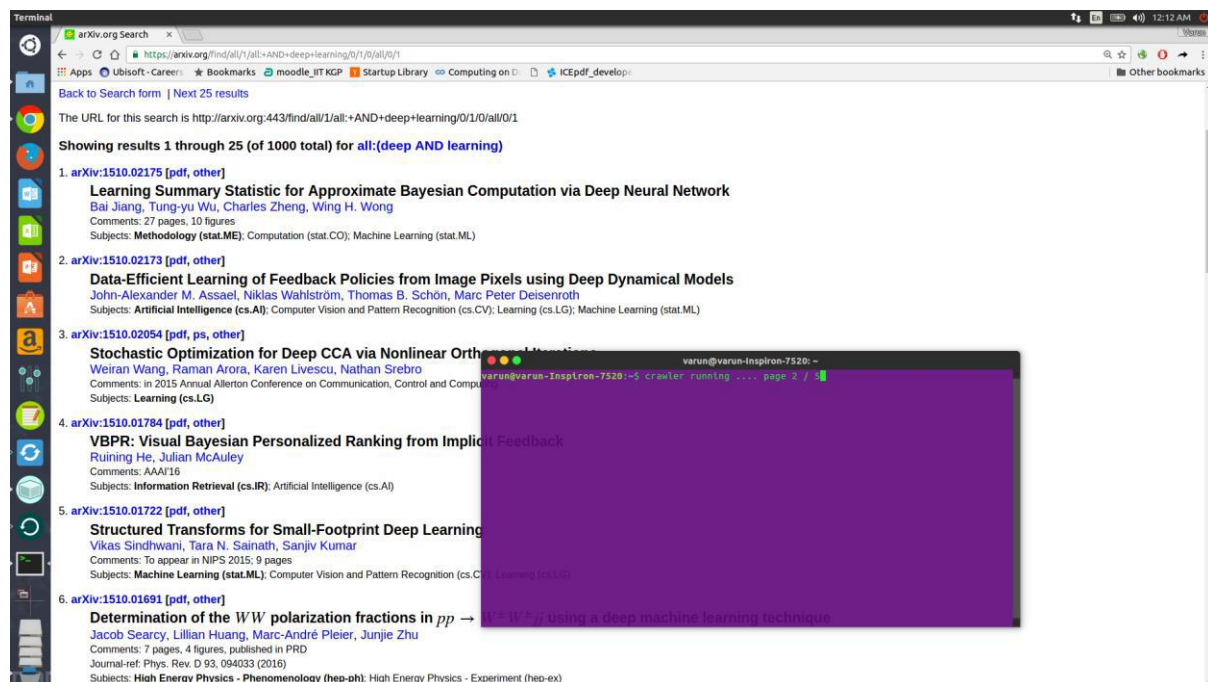 Terminal
En
12:12 AM
arXiv.org Search
Varun
https://arxiv.org/find/all/1/all:+AND+deep+learning/0/1/0/all/0/1
Apps Ubisoft - Careers Bookmarks moodle_IIT KGP Startup Library Computing on D ICEpdf_develope Other bookmarks
Back to Search form | Next 25 results
The URL for this search is http://arxiv.org:443/find/all/1/all:+AND+deep+learning/0/1/0/all/0/1
Showing results 1 through 25 (of 1000 total) for all:(deep AND learning)
1. arXiv:1510.02175 [pdf, other]
Learning Summary Statistic for Approximate Bayesian Computation via Deep Neural Network
Bai Jiang, Tung-yu Wu, Charles Zheng, Wing H. Wong
Comments: 27 pages, 10 figures
Subjects: Methodology (stat.ME); Computation (stat.CO); Machine Learning (stat.ML)
2. arXiv:1510.02173 [pdf, other]
Data-Efficient Learning of Feedback Policies from Image Pixels using Deep Dynamical Models
John-Alexander M. Assael, Niklas Wahlström, Thomas B. Schön, Marc Peter Deisenroth
Subjects: Artificial Intelligence (cs.AI); Computer Vision and Pattern Recognition (cs.CV); Learning (cs.LG); Machine Learning (stat.ML)
3. arXiv:1510.02054 [pdf, ps, other]
Stochastic Optimization for Deep CCA via Nonlinear Orthogonal Iterations
Weiran Wang, Raman Arora, Karen Livescu, Nathan Srebro
Comments: in 2015 Annual Allerton Conference on Communication, Control and Comput
Subjects: Learning (cs.LG)
varun@varun-Inspiron-7520: ~
varun@varun-Inspiron-7520:~$ crawler running .... page 2 / 5
4. arXiv:1510.01784 [pdf, other]
VBPR: Visual Bayesian Personalized Ranking from Implicit Feedback
Ruining He, Julian McAuley
Comments: AAAI'16
Subjects: Information Retrieval (cs.IR); Artificial Intelligence (cs.AI)
5. arXiv:1510.01722 [pdf, other]
Structured Transforms for Small-Footprint Deep Learning
Vikas Sindhwani, Tara N. Sainath, Sanjiv Kumar
Comments: To appear in NIPS 2015; 9 pages
Subjects: Machine Learning (stat.ML); Computer Vision and Pattern Recognition (cs.CV); Learning (cs.LG)
6. arXiv:1510.01691 [pdf, other]
Determination of the WW polarization fractions in pp → W±W±jj using a deep machine learning technique
Jacob Searcy, Lillian Huang, Marc-André Pleier, Junjie Zhu
Comments: 7 pages, 4 figures, published in PRD
Journal-ref: Phys. Rev. D 93, 094033 (2016)
Subjects: High Energy Physics - Phenomenology (hep-ph); High Energy Physics - Experiment (hep-ex)